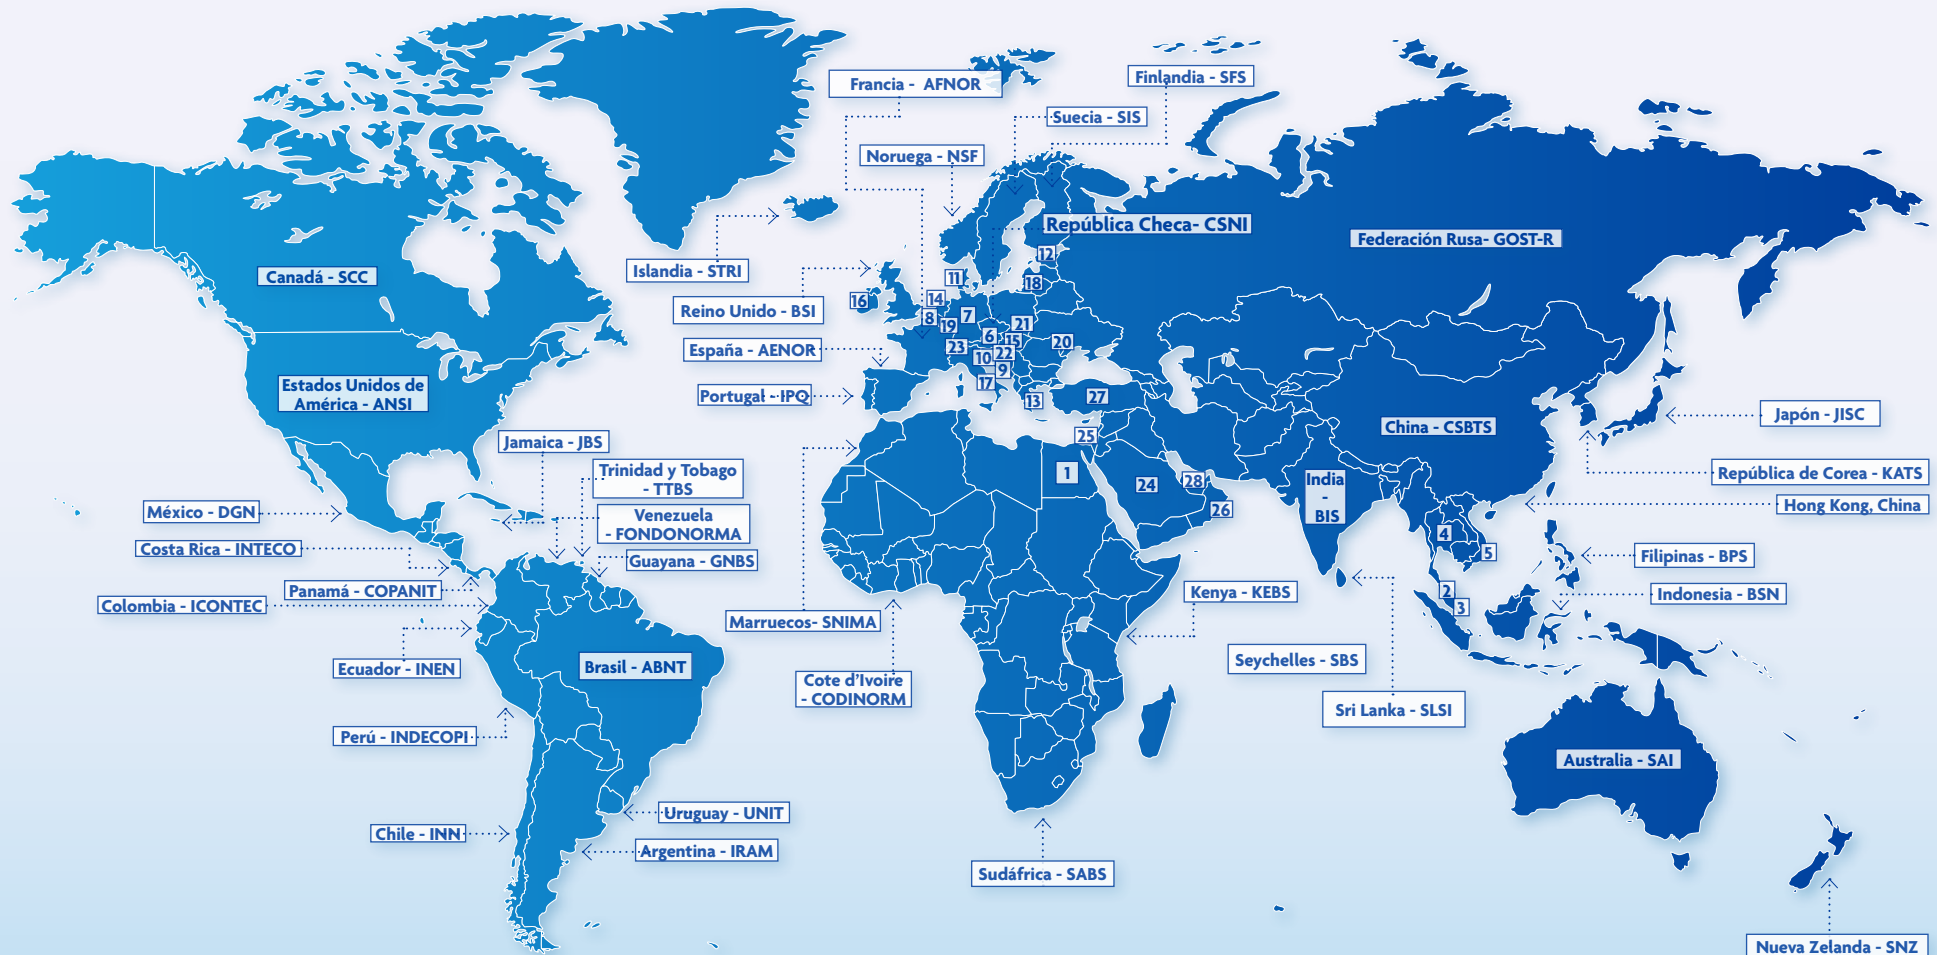 Francia - AFNOR
Finlandia - SFS
Suecia - SIS
Noruega - NSF
República Checa- CSNI
Federación Rusa- GOST-R
Islandia - STRI
Canadá - SCC
Reino Unido - BSI
España - AENOR
Portugal - IPQ
Estados Unidos de
América - ANSI
12
11
18
16
14
8
19
7
21
6
15
20
23
22
10
9
17
13
27
25
1
24
28
26
China - CSBTS
Japón - JISC
República de Corea - KATS
Hong Kong, China
India
-
BIS
4
5
2
3
Filipinas - BPS
Indonesia - BSN
Jamaica - JBS
Trinidad y Tobago
- TTBS
Venezuela
- FONDONORMA
Guayana - GNBS
México - DGN
Costa Rica - INTECO
Panamá - COPANIT
Colombia - ICONTEC
Ecuador - INEN
Brasil - ABNT
Perú - INDECOPI
Marruecos- SNIMA
Cote d'Ivoire
- CODINORM
Kenya - KEBS
Seychelles - SBS
Sri Lanka - SLSI
Australia - SAI
Uruguay - UNIT
Chile - INN
Argentina - IRAM
Sudáfrica - SABS
Nueva Zelanda - SNZ